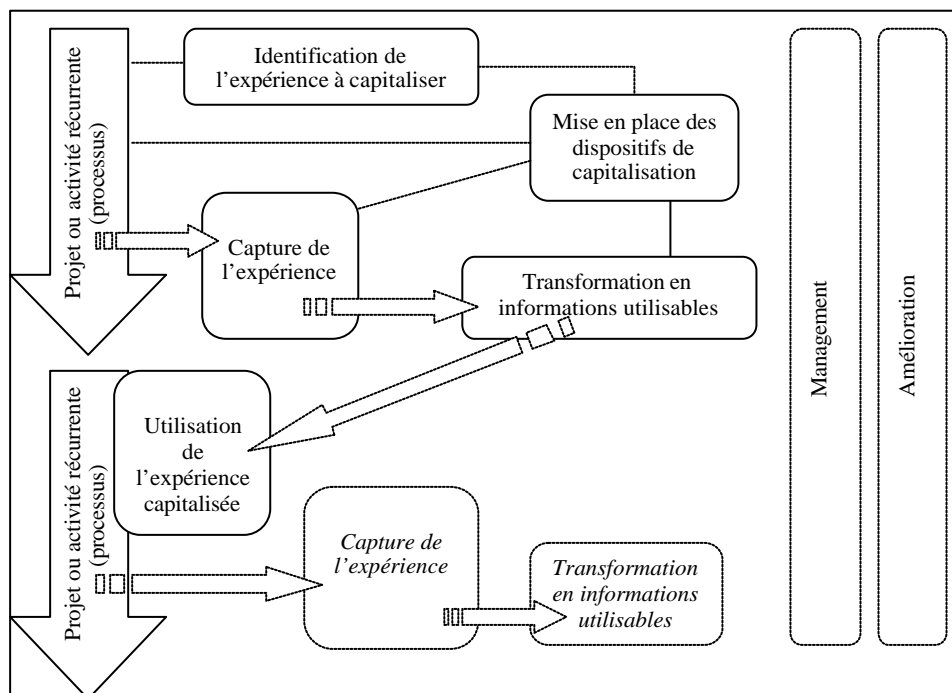 Identification de
l’expérience à capitaliser
Mise en place des
dispositifs de
capitalisation
Projet ou activité récurrente
(processus)
Capture de
l’expérience
Transformation en
informations utilisables
Management
Amélioration
Projet ou activité récurrente
(processus)
Utilisation
de
l’expérience
capitalisée
Capture de
l’expérience
Transformation
en informations
utilisables